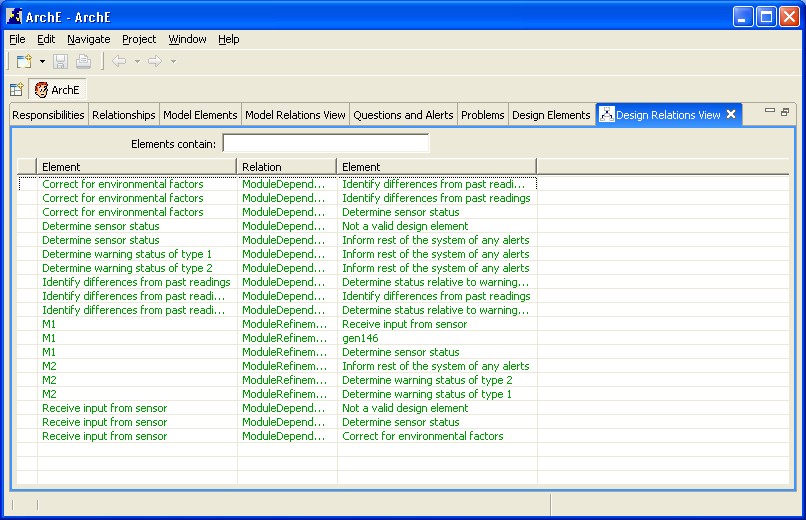 ArchE - ArchE
File Edit Navigate Project Window Help
ArchE
Responsibilities Relationships Model Elements Model Relations View Questions and Alerts Problems Design Elements Design Relations View
Elements contain:
Element Relation Element
Correct for environmental factors ModuleDepend... Identify differences from past readi...
Correct for environmental factors ModuleDepend... Identify differences from past readings
Correct for environmental factors ModuleDepend... Determine sensor status
Determine sensor status ModuleDepend... Not a valid design element
Determine sensor status ModuleDepend... Inform rest of the system of any alerts
Determine warning status of type 1 ModuleDepend... Inform rest of the system of any alerts
Determine warning status of type 2 ModuleDepend... Inform rest of the system of any alerts
Identify differences from past readings ModuleDepend... Determine status relative to warning...
Identify differences from past readi... ModuleDepend... Identify differences from past readings
Identify differences from past readi... ModuleDepend... Determine status relative to warning...
M1 ModuleRefinem... Receive input from sensor
M1 ModuleRefinem... gen146
M1 ModuleRefinem... Determine sensor status
M2 ModuleRefinem... Inform rest of the system of any alerts
M2 ModuleRefinem... Determine warning status of type 2
M2 ModuleRefinem... Determine warning status of type 1
Receive input from sensor ModuleDepend... Not a valid design element
Receive input from sensor ModuleDepend... Determine sensor status
Receive input from sensor ModuleDepend... Correct for environmental factors